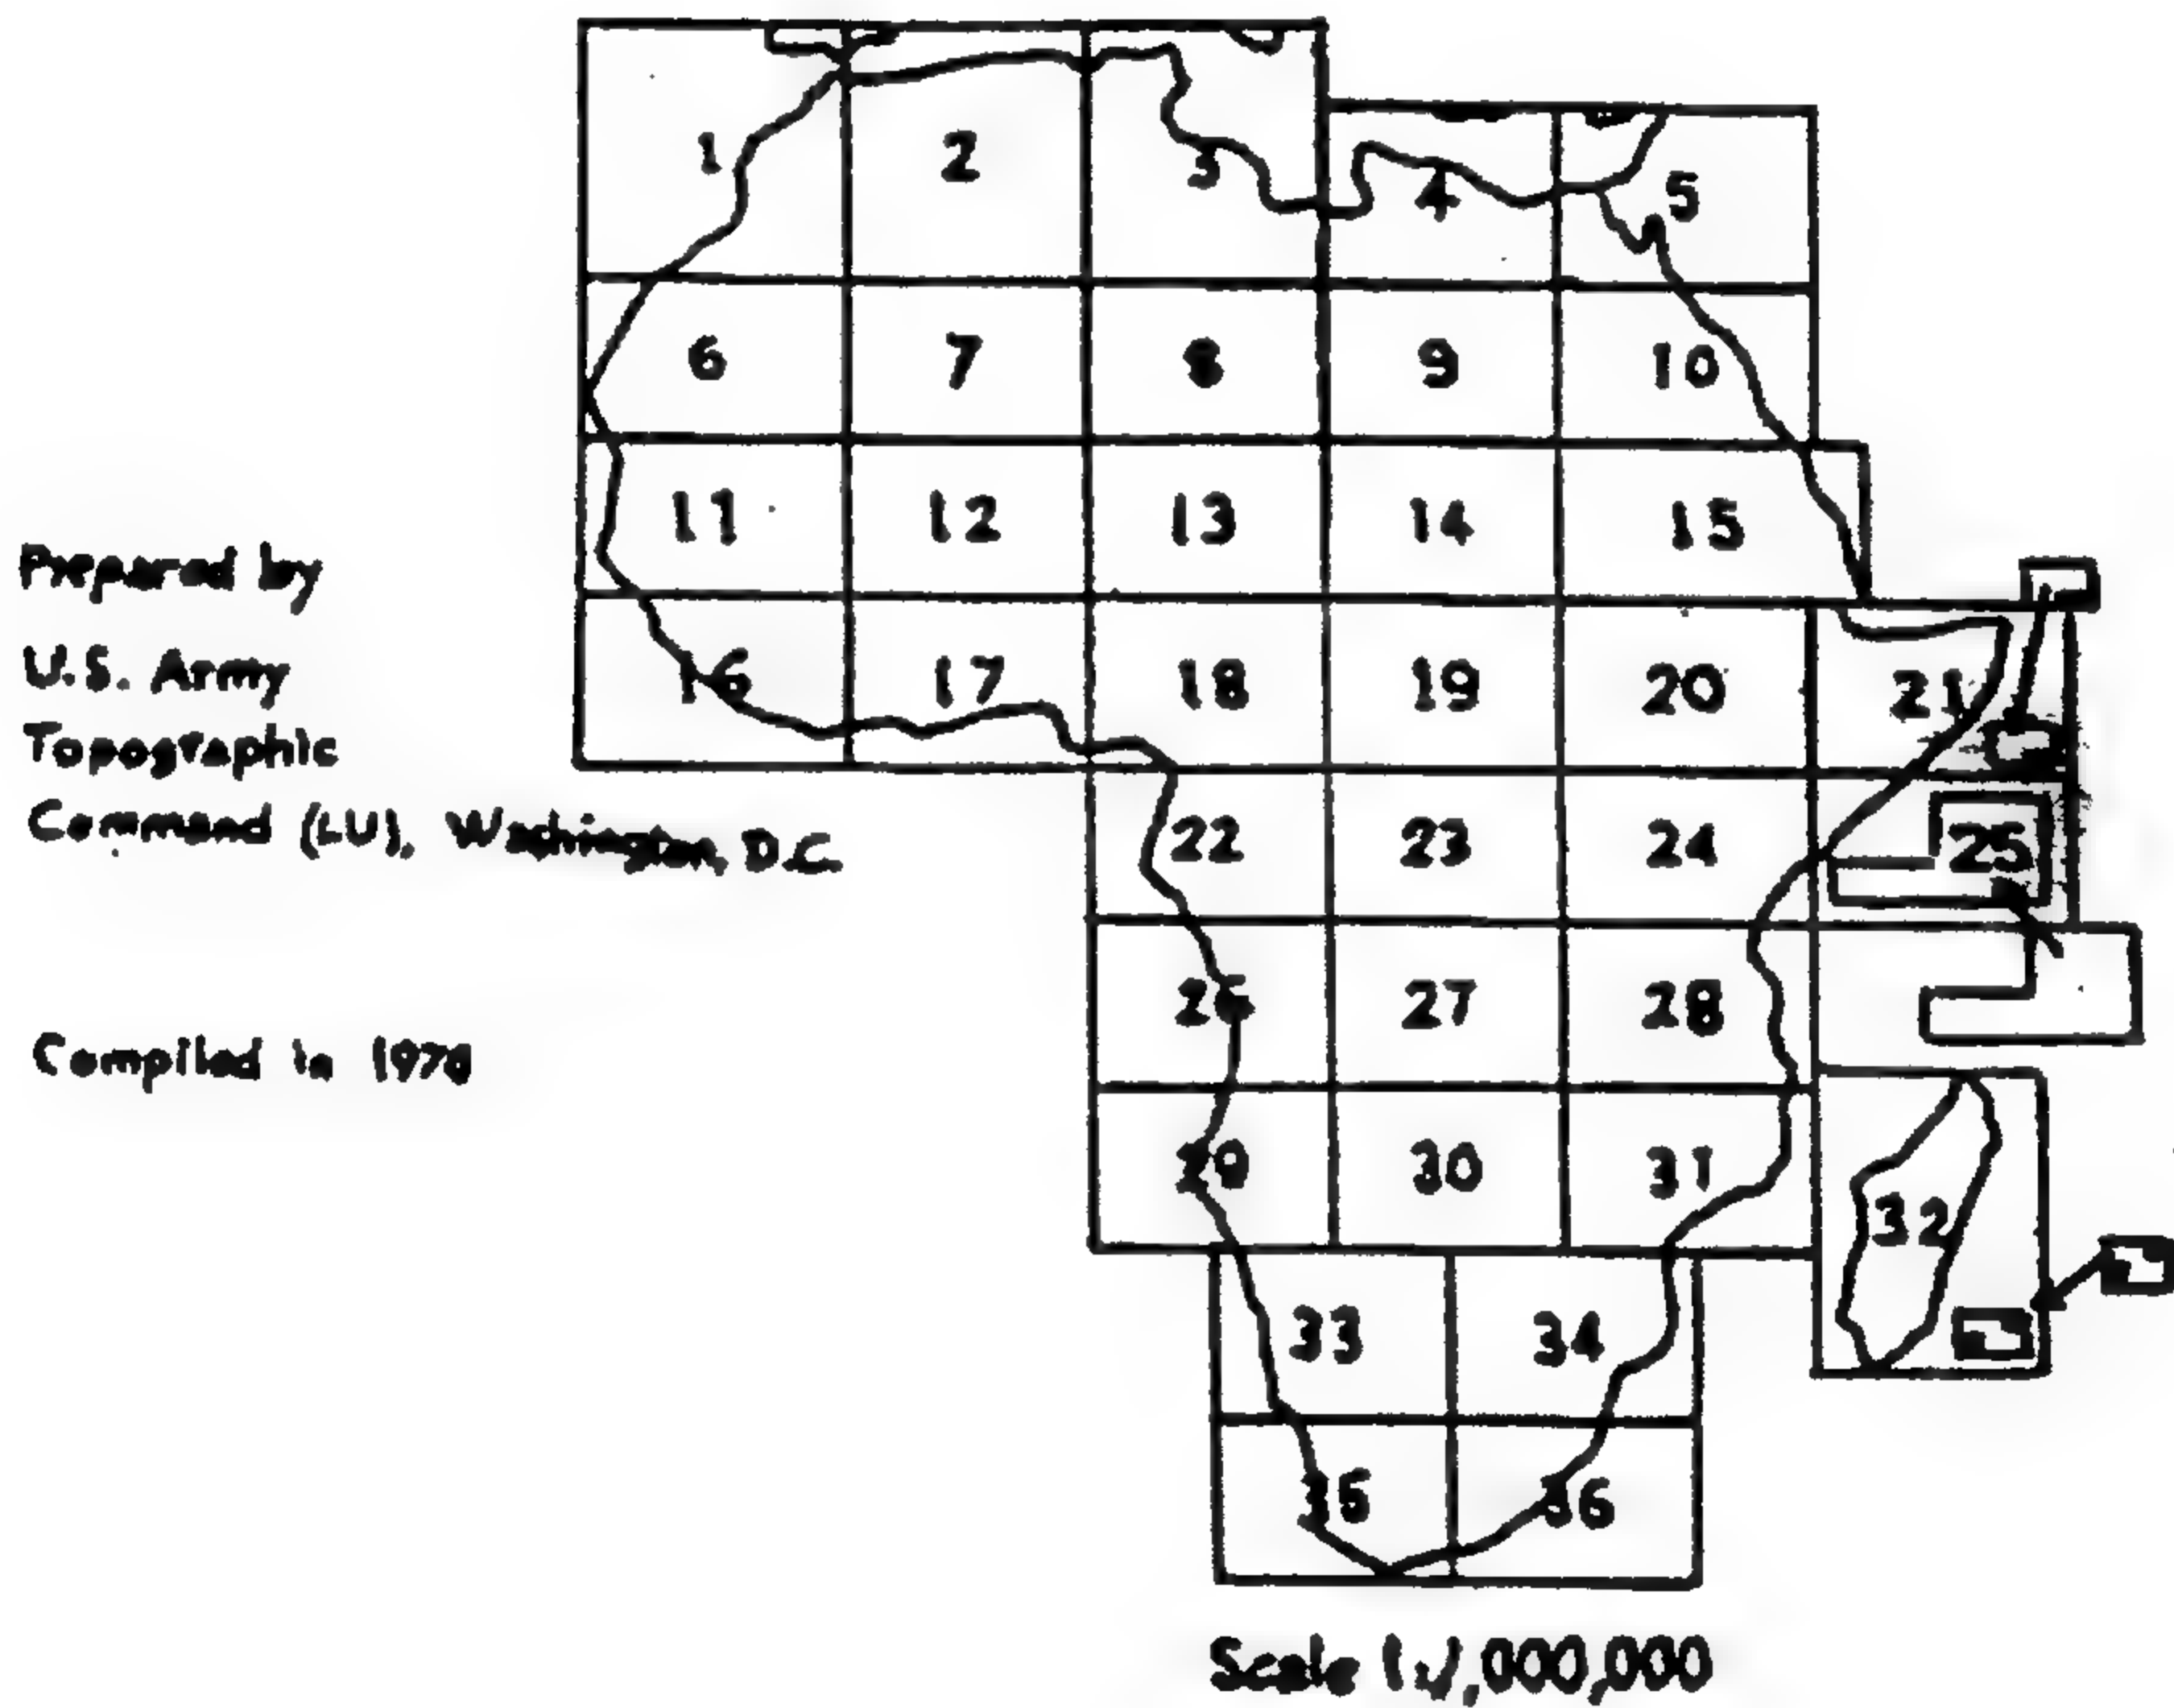 1 2 3 4 5
6 7 8 9 10
11 12 13 14 15
Prepared by
U.S. Army
Topographic
Command (LU), Washington, D.C.
16 17 18 19 20 21
22 23 24 25
26 27 28
Compiled in 1970
29 30 31 32
33 34
35 36
Scale 1:1,000,000